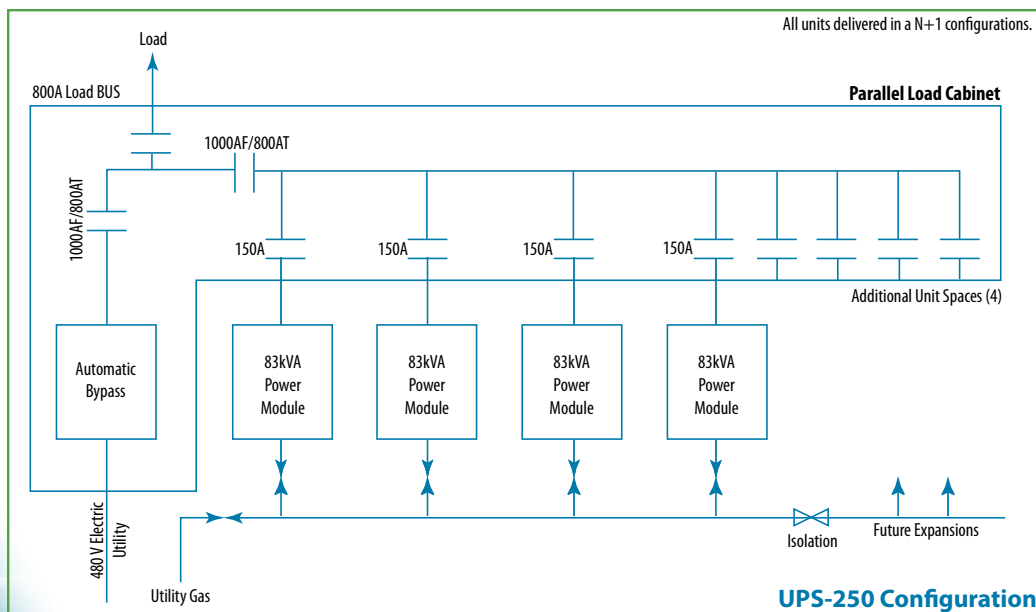 All units delivered in a N+1 configurations.
Load
800A Load BUS
Parallel Load Cabinet
1000AF/800AT
1000AF/800AT
150A
150A
150A
150A
Additional Unit Spaces (4)
Automatic
Bypass
83kVA
Power
Module
83kVA
Power
Module
83kVA
Power
Module
83kVA
Power
Module
480 V Electric
Utility
Isolation
Future Expansions
Utility Gas
UPS-250 Configuration